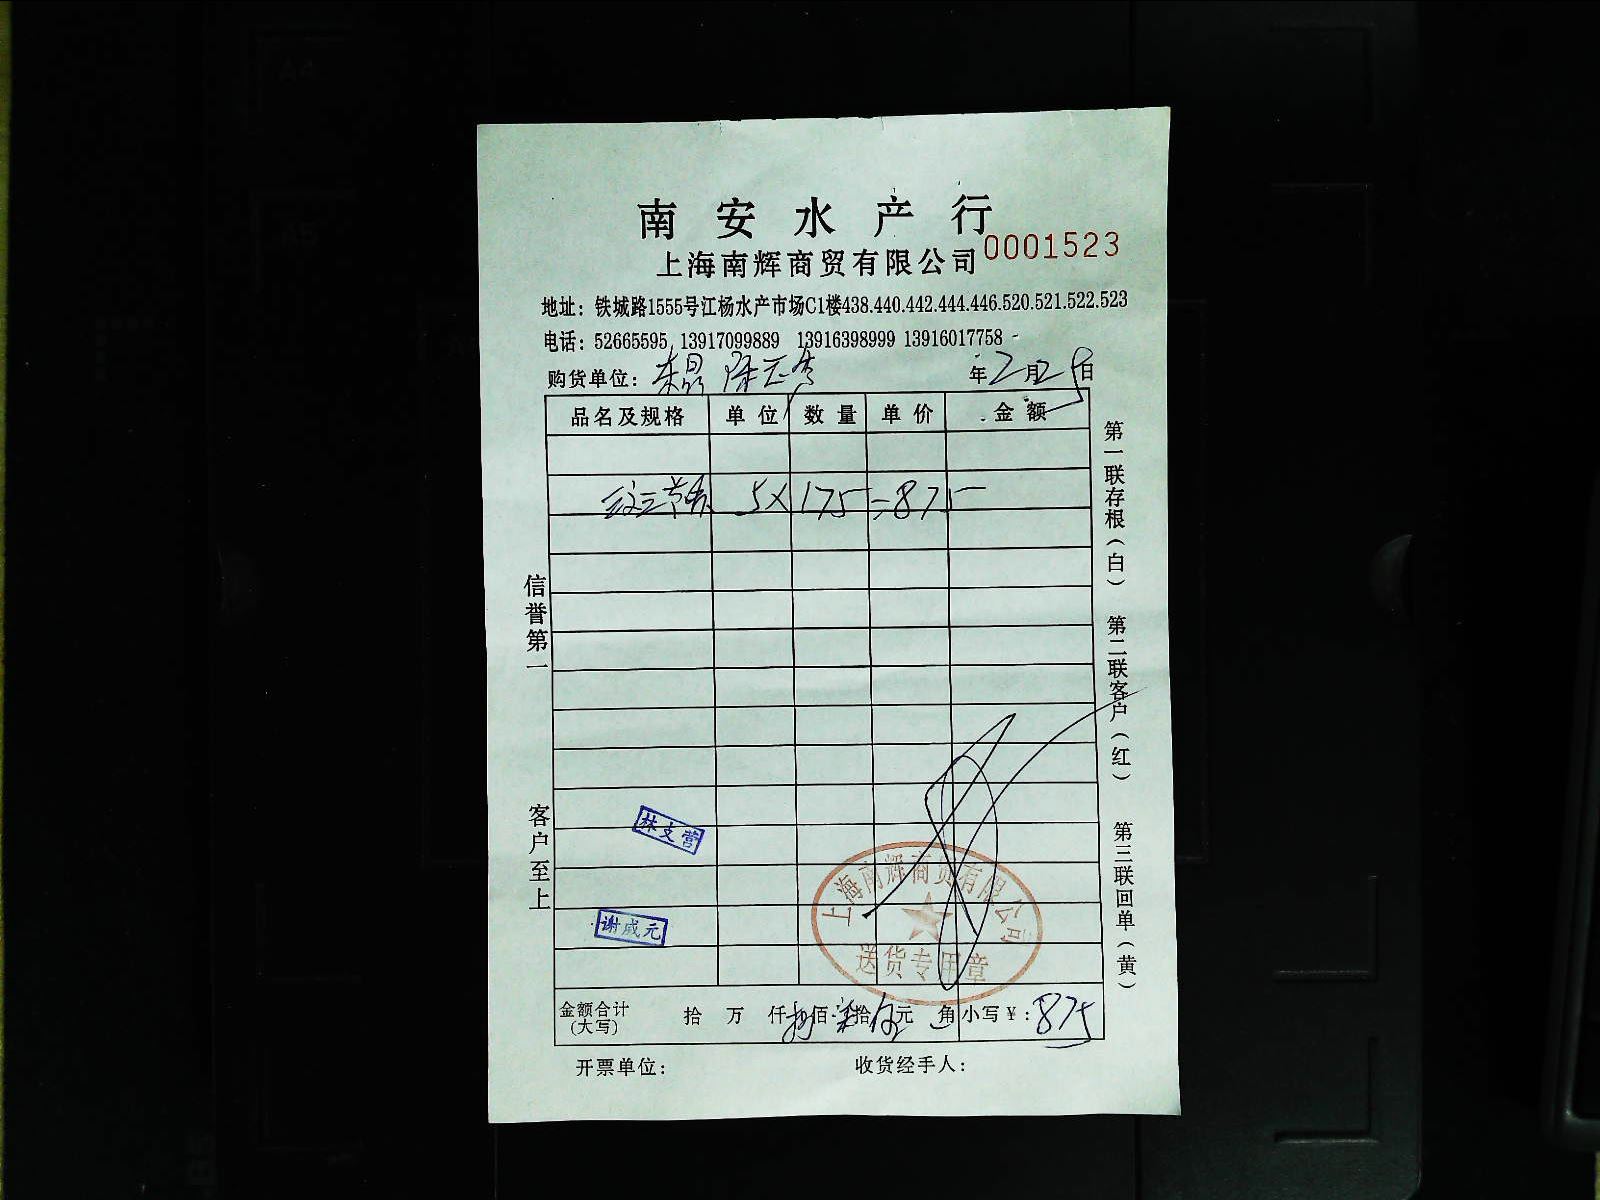 南安水产行
上海南辉商贸有限公司
0001523
地址：铁城路1555号江杨水产市场C1楼438.440.442.444.446.520.521.522.523
电话：52665595 13917099889 13916398999 13916017758
购货单位： 年2月25日
品名及规格 单位 数量 单价 金额
5×175=875
信誉第一
客户至上
第一联存根（白） 第二联客户（红） 第三联回单（黄）
林文营
谢成元
上海南辉商贸有限公司
送货专用章
金额合计（大写） 拾 万 仟捌佰柒拾伍元 角 小写￥：875
开票单位： 收货经手人：